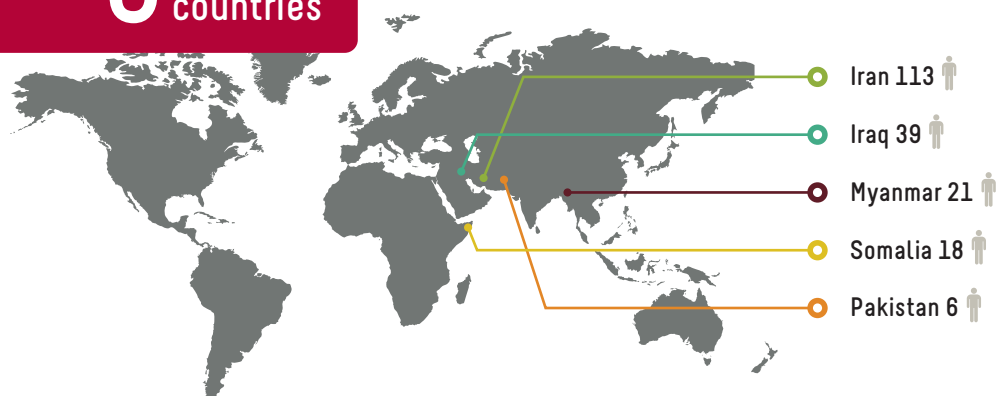 countries
Iran 113
Iraq 39
Myanmar 21
Somalia 18
Pakistan 6